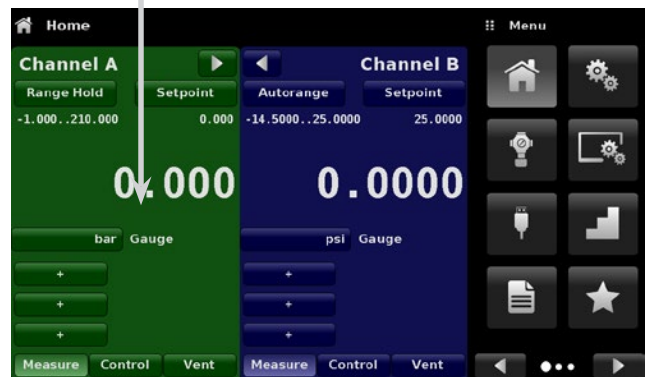 Home
Menu
Channel A
Channel B
Range Hold Setpoint
Autorange Setpoint
-1.000..210.000 0.000
-14.5000..25.0000 25.0000
0.000
0.0000
bar Gauge
psi Gauge
+
+
+
+
+
+
Measure Control Vent
Measure Control Vent